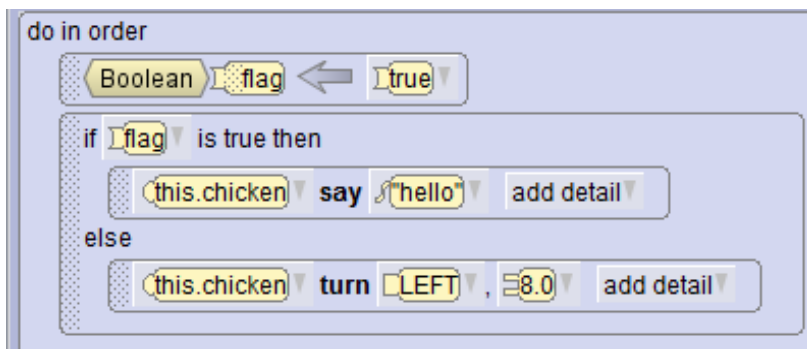 do in order
Boolean flag true
if flag is true then
this.chicken say "hello" add detail
else
this.chicken turn LEFT , 8.0 add detail